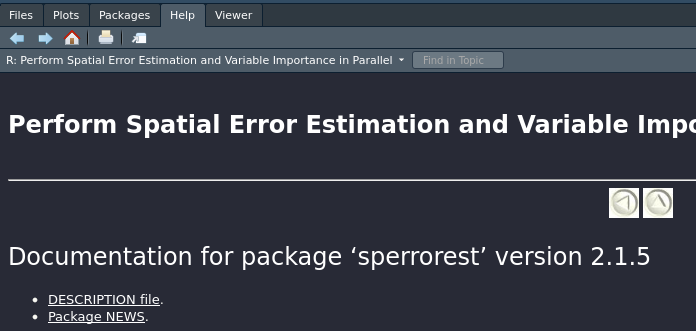 Files Plots Packages Help Viewer
R: Perform Spatial Error Estimation and Variable Importance in Parallel Find in Topic
Perform Spatial Error Estimation and Variable Impo
Documentation for package ‘sperrorest’ version 2.1.5
• DESCRIPTION file.
• Package NEWS.